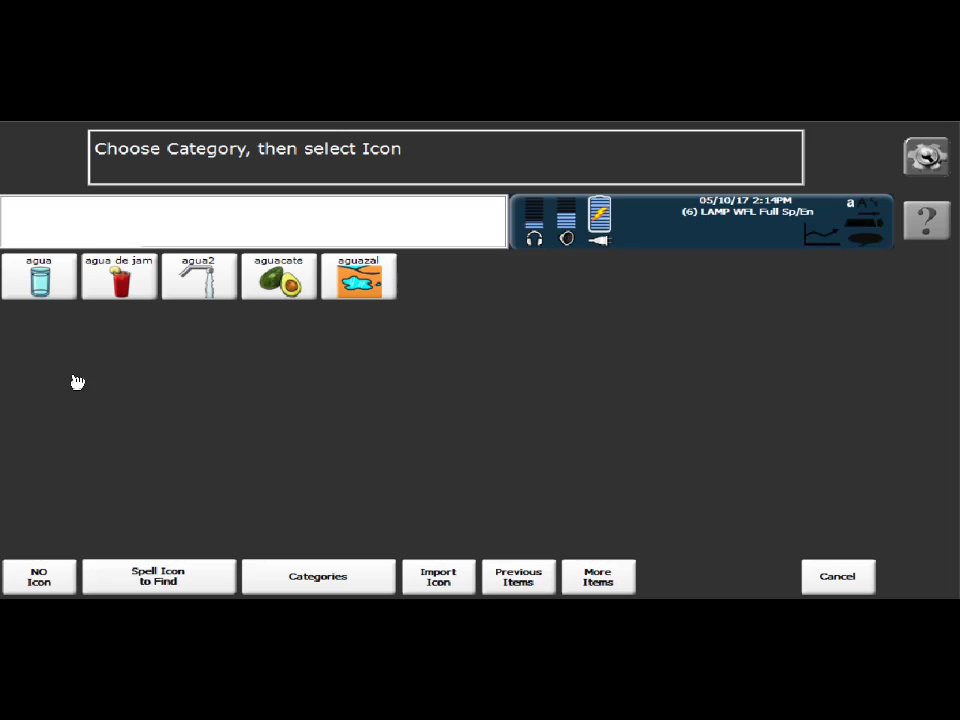 Choose Category, then select Icon
05/10/17 2:14PM
a A
(6) LAMP WFL Full Sp/En
?
agua
agua de jam
agua2
aguacate
aguazal
NO
Icon
Spell Icon
to Find
Categories
Import
Icon
Previous
Items
More
Items
Cancel